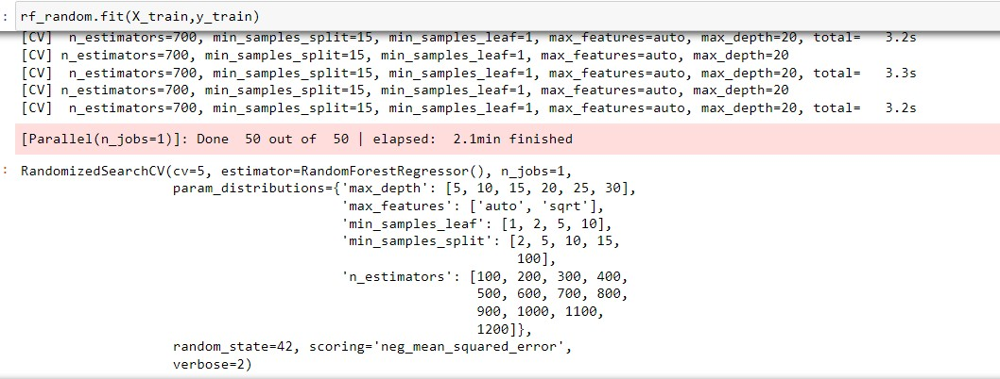 : rf_random.fit(X_train,y_train)
[CV]  n_estimators=700, min_samples_split=15, min_samples_leaf=1, max_features=auto, max_depth=20, total=   3.2s
[CV] n_estimators=700, min_samples_split=15, min_samples_leaf=1, max_features=auto, max_depth=20
[CV]  n_estimators=700, min_samples_split=15, min_samples_leaf=1, max_features=auto, max_depth=20, total=   3.3s
[CV] n_estimators=700, min_samples_split=15, min_samples_leaf=1, max_features=auto, max_depth=20
[CV]  n_estimators=700, min_samples_split=15, min_samples_leaf=1, max_features=auto, max_depth=20, total=   3.2s
[Parallel(n_jobs=1)]: Done  50 out of  50 | elapsed:  2.1min finished
: RandomizedSearchCV(cv=5, estimator=RandomForestRegressor(), n_jobs=1,
                   param_distributions={'max_depth': [5, 10, 15, 20, 25, 30],
                                        'max_features': ['auto', 'sqrt'],
                                        'min_samples_leaf': [1, 2, 5, 10],
                                        'min_samples_split': [2, 5, 10, 15,
                                                              100],
                                        'n_estimators': [100, 200, 300, 400,
                                                         500, 600, 700, 800,
                                                         900, 1000, 1100,
                                                         1200]},
                   random_state=42, scoring='neg_mean_squared_error',
                   verbose=2)